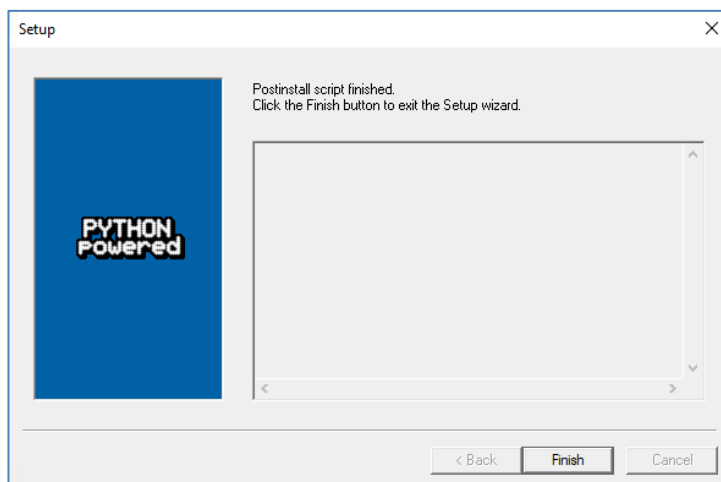 Setup
Postinstall script finished.
Click the Finish button to exit the Setup wizard.
PYTHON
powered
< Back
Finish
Cancel